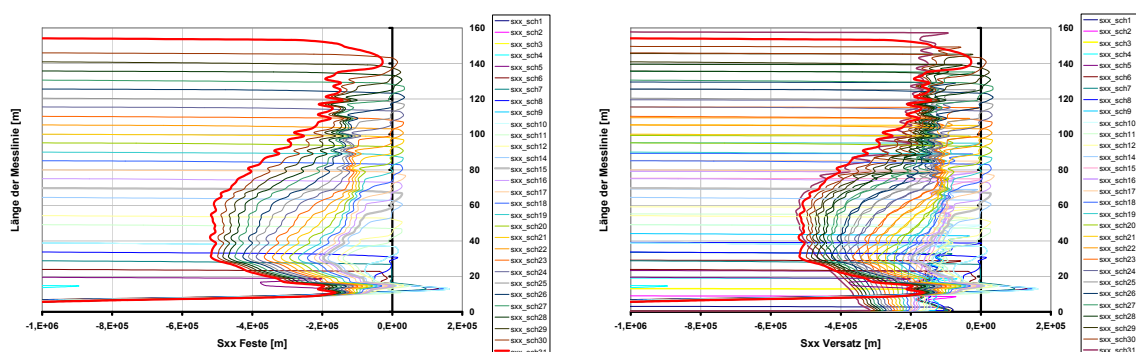 Länge der Messlinie [m]
160
140
120
100
80
60
40
20
0
-1,E+06
-8,E+05
-6,E+05
-4,E+05
-2,E+05
0,E+00
2,E+05
Sxx Feste [m]
sxx_sch1
sxx_sch2
sxx_sch3
sxx_sch4
sxx_sch5
sxx_sch6
sxx_sch7
sxx_sch8
sxx_sch9
sxx_sch10
sxx_sch11
sxx_sch12
sxx_sch14
sxx_sch15
sxx_sch16
sxx_sch17
sxx_sch18
sxx_sch19
sxx_sch20
sxx_sch21
sxx_sch22
sxx_sch23
sxx_sch24
sxx_sch25
sxx_sch26
sxx_sch27
sxx_sch28
sxx_sch29
sxx_sch30
sxx_sch31
Länge der Messlinie [m]
160
140
120
100
80
60
40
20
0
-1,E+06
-8,E+05
-6,E+05
-4,E+05
-2,E+05
0,E+00
2,E+05
Sxx Versatz [m]
sxx_sch1
sxx_sch2
sxx_sch3
sxx_sch4
sxx_sch5
sxx_sch6
sxx_sch7
sxx_sch8
sxx_sch9
sxx_sch10
sxx_sch11
sxx_sch12
sxx_sch14
sxx_sch15
sxx_sch16
sxx_sch17
sxx_sch18
sxx_sch19
sxx_sch20
sxx_sch21
sxx_sch22
sxx_sch23
sxx_sch24
sxx_sch25
sxx_sch26
sxx_sch27
sxx_sch28
sxx_sch29
sxx_sch30
sxx_sch31